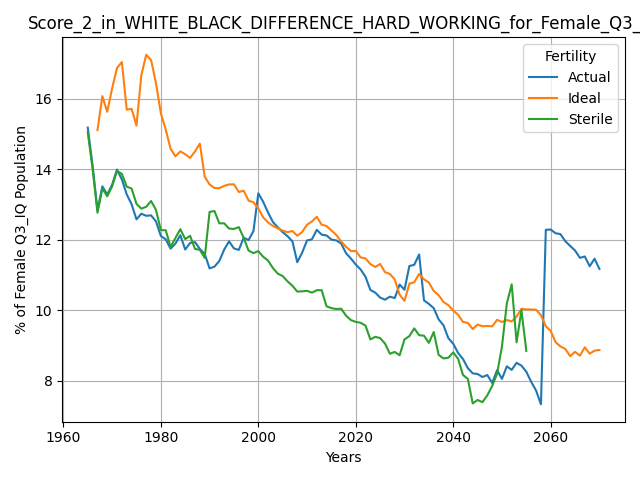 Score_2_in_WHITE_BLACK_DIFFERENCE_HARD_WORKING_for_Female_Q3_
Fertility
Actual
Ideal
Sterile
% of Female Q3_IQ Population
16
14
12
10
8
1960
1980
2000
2020
2040
2060
Years